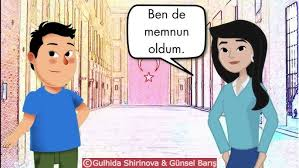 Ben de
memnun
oldum.
©Gulhida Shirinova & Günsel Barış